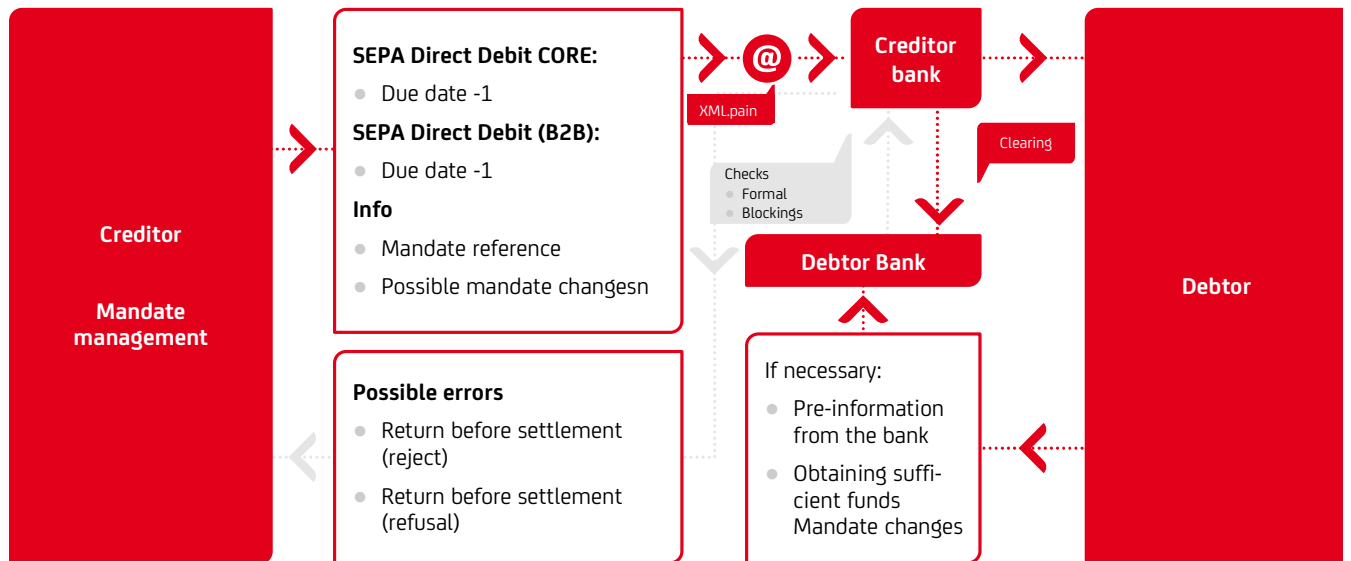 Creditor
Mandate
management
SEPA Direct Debit CORE:
Due date -1
SEPA Direct Debit (B2B):
Due date -1
Info
Mandate reference
Possible mandate changesn
Possible errors
Return before settlement
(reject)
Return before settlement
(refusal)
@
XML.pain
Creditor
bank
Clearing
Checks
Formal
Blockings
Debtor Bank
If necessary:
Pre-information
from the bank
Obtaining suffi-
cient funds
Mandate changes
Debtor